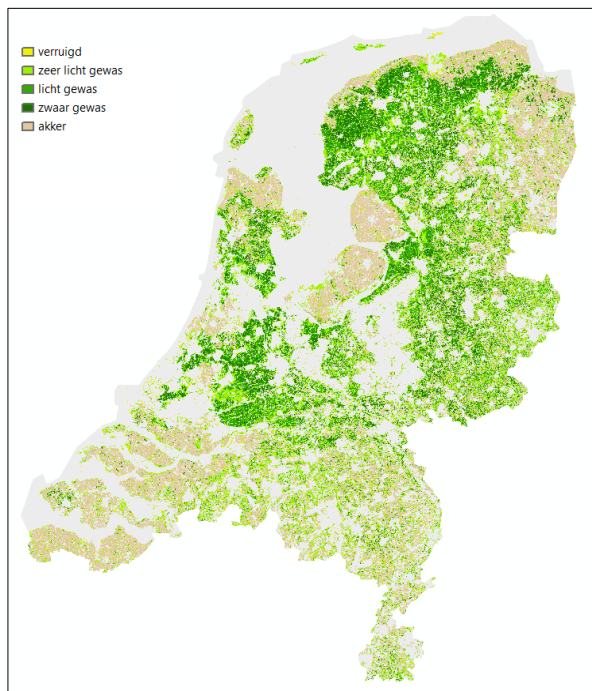 verruigd
zeer licht gewas
licht gewas
zwaar gewas
akker